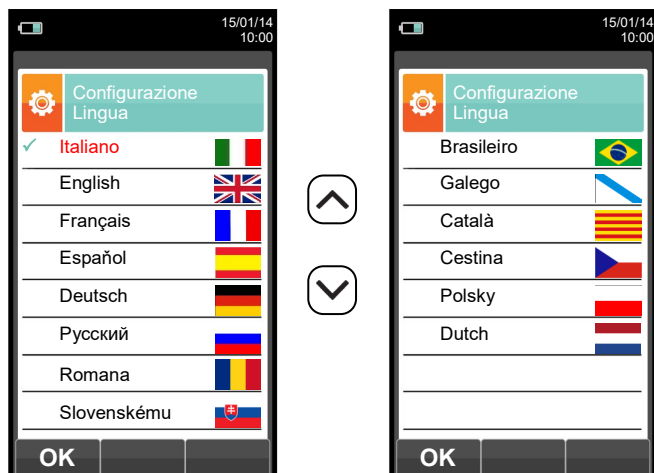 15/01/14
10:00
Configurazione
Lingua
Italiano
English
Français
Espaňol
Deutsch
Русский
Romana
Slovenskému
OK
15/01/14
10:00
Configurazione
Lingua
Brasileiro
Galego
Català
Cestina
Polsky
Dutch
OK